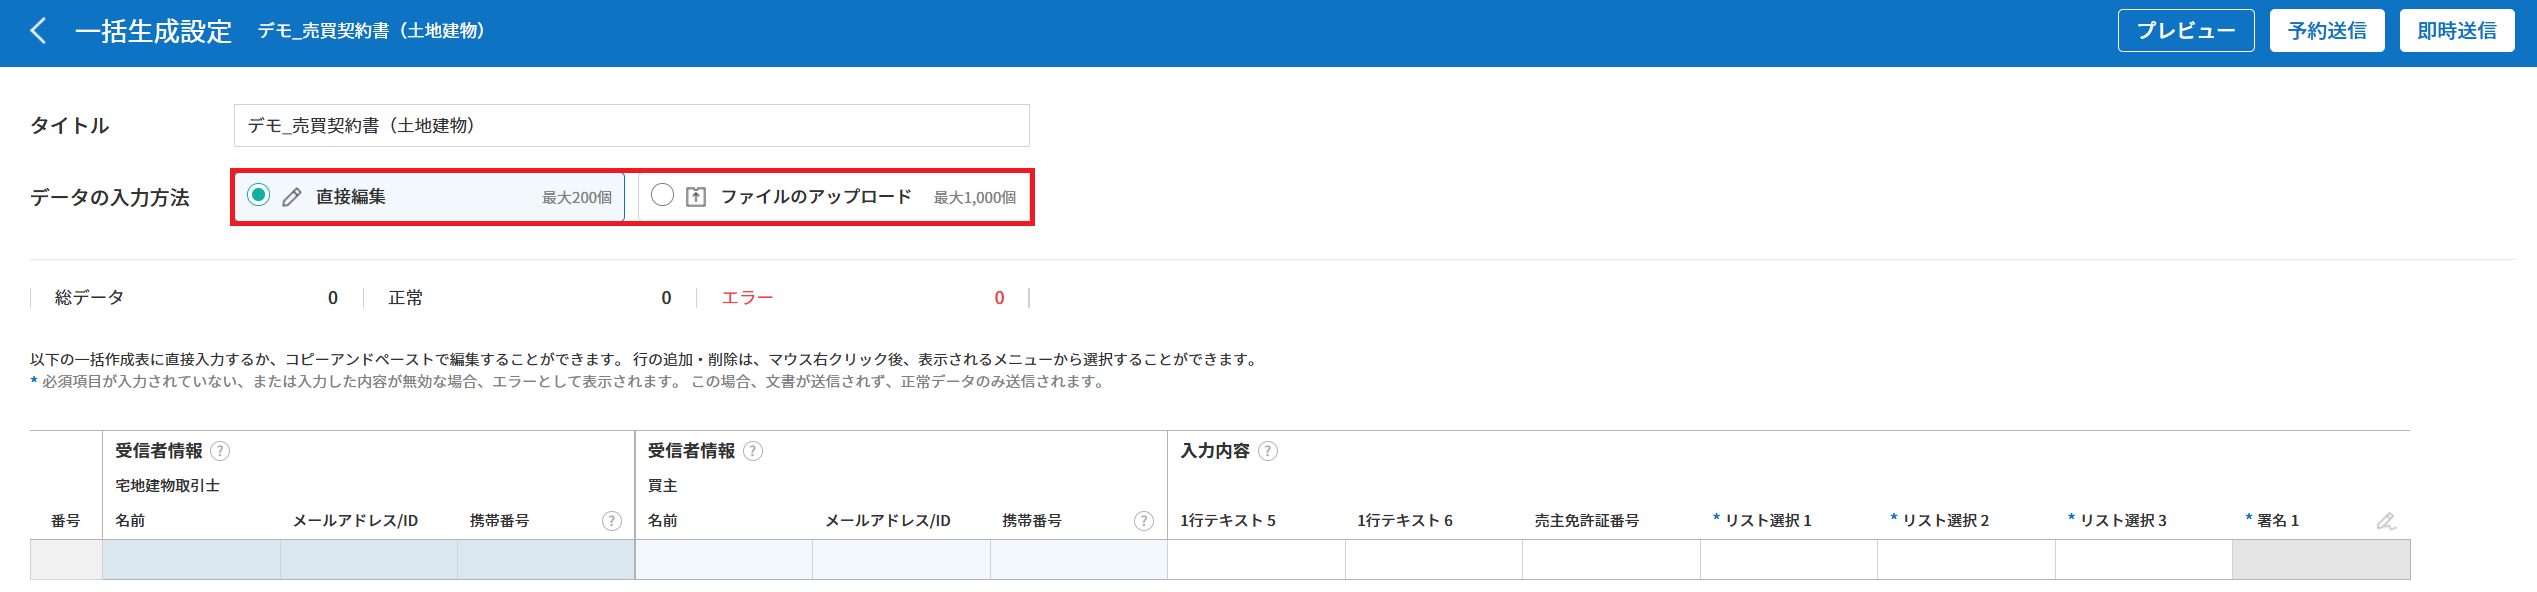 一括生成設定 デモ_売買契約書（土地建物） プレビュー 予約送信 即時送信
タイトル デモ_売買契約書（土地建物）
データの入力方法 直接編集 最大200個 ファイルのアップロード 最大1,000個
総データ 0 正常 0 エラー 0
以下の一括作成表に直接入力するか、コピーアンドペーストで編集することができます。 行の追加・削除は、マウス右クリック後、表示されるメニューから選択することができます。
* 必須項目が入力されていない、または入力した内容が無効な場合、エラーとして表示されます。 この場合、文書が送信されず、正常データのみ送信されます。
受信者情報 ? 受信者情報 ? 入力内容 ?
宅地建物取引士 買主
番号 名前 メールアドレス/ID 携帯番号 ? 名前 メールアドレス/ID 携帯番号 ? 1行テキスト 5 1行テキスト 6 売主免許証番号 * リスト選択 1 * リスト選択 2 * リスト選択 3 * 署名 1